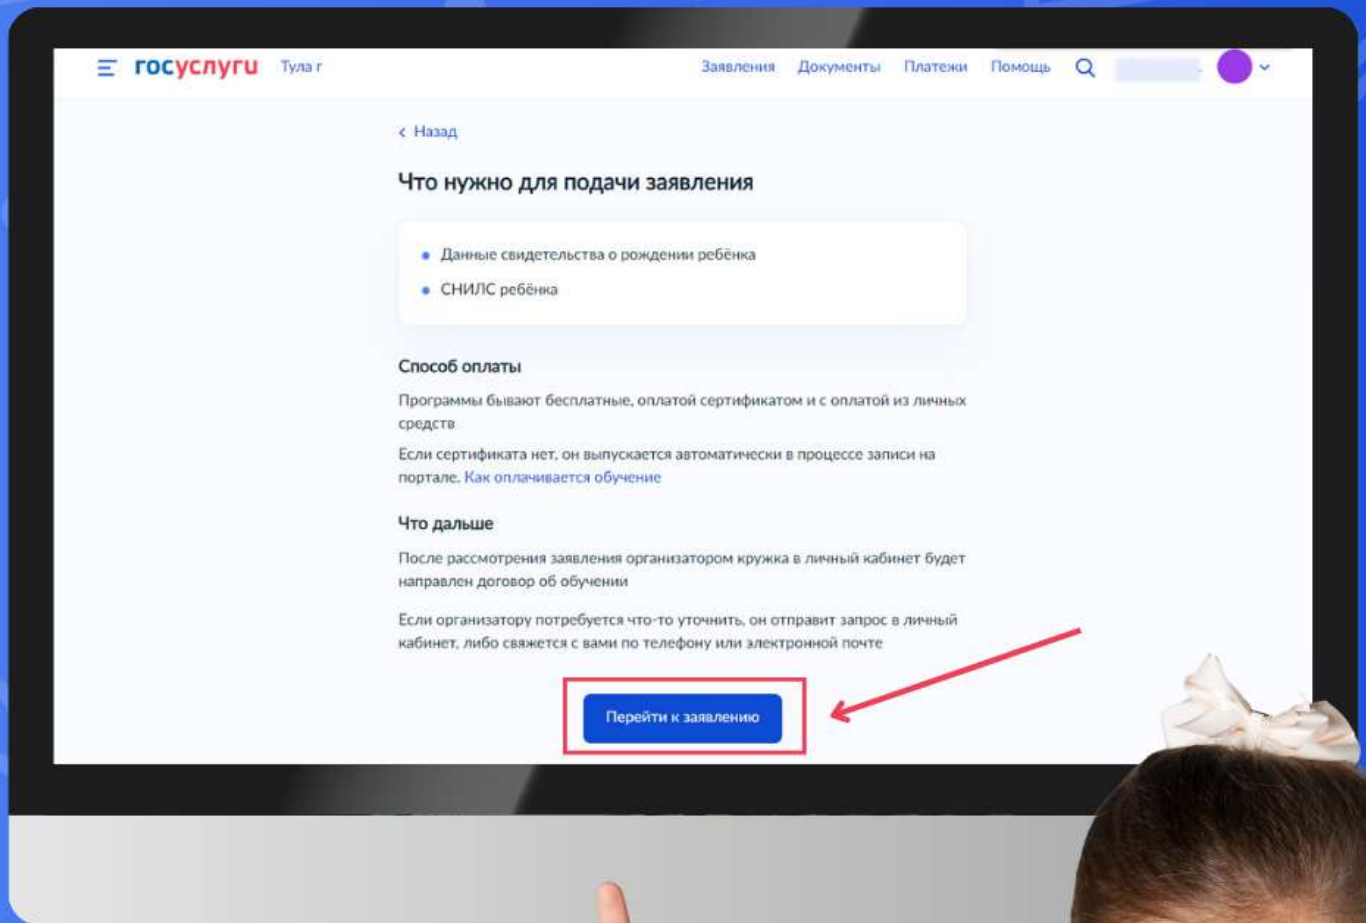 госуслуги Тула г Заявления Документы Платежи Помощь
Назад
Что нужно для подачи заявления
Данные свидетельства о рождении ребёнка
СНИЛС ребёнка
Способ оплаты
Программы бывают бесплатные, оплатой сертификатом и с оплатой из личных
средств
Если сертификата нет, он выпускается автоматически в процессе записи на
портале. Как оплачивается обучение
Что дальше
После рассмотрения заявления организатором кружка в личный кабинет будет
направлен договор об обучении
Если организатору потребуется что-то уточнить, он отправит запрос в личный
кабинет, либо свяжется с вами по телефону или электронной почте
Перейти к заявлению